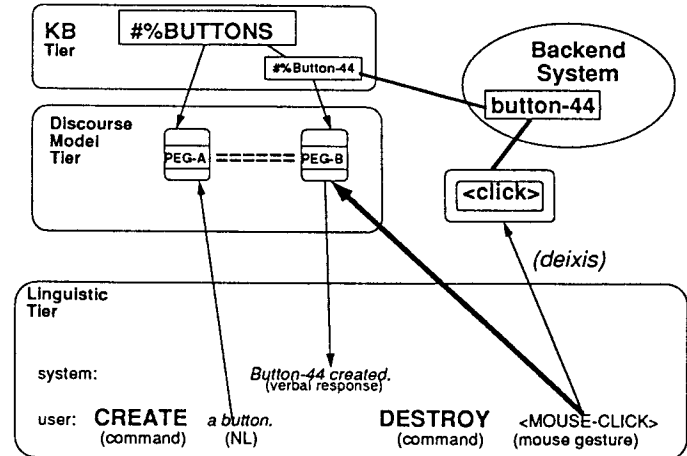 KB
Tier
#%BUTTONS
#%Button-44
Backend
System
button-44
Discourse
Model
Tier
PEG-A ====== PEG-B
<click>
(deixis)
Linguistic
Tier
system: Button-44 created.
(verbal response)
user: CREATE a button. DESTROY <MOUSE-CLICK>
(command) (NL) (command) (mouse gesture)